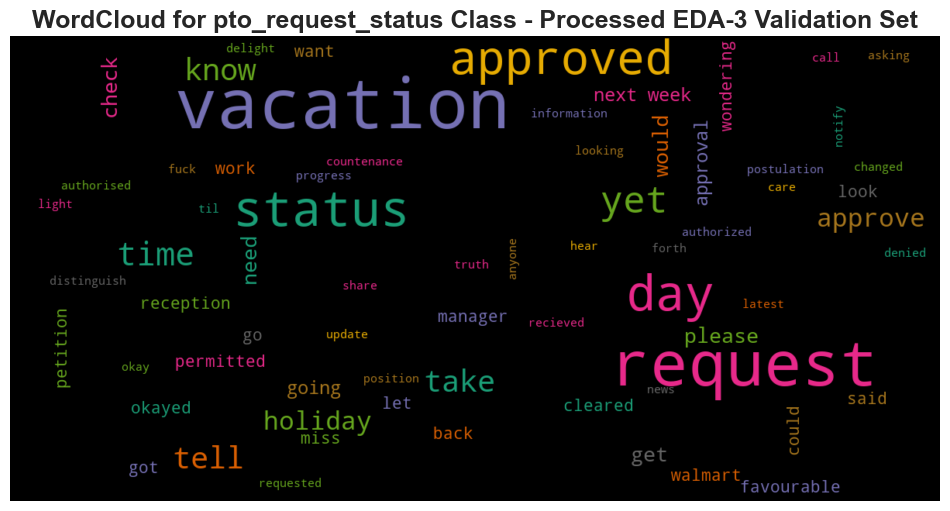 WordCloud for pto_request_status Class - Processed EDA-3 Validation Set
delight
want
approved
call
asking
know
check
vacation
next week
wondering
information
notify
would
approval
looking
fuck
work
countenance
progress
postulation
changed
authorised
care
look
light
til
status
yet
approve
authorized
time
need
anyone
hear
forth
denied
truth
distinguish
share
day
reception
latest
manager
recieved
petition
go
update
please
permitted
okay
request
going
position
take
news
okayed
let
cleared
said
holiday
miss
back
could
tell
got
get
walmart
requested
favourable